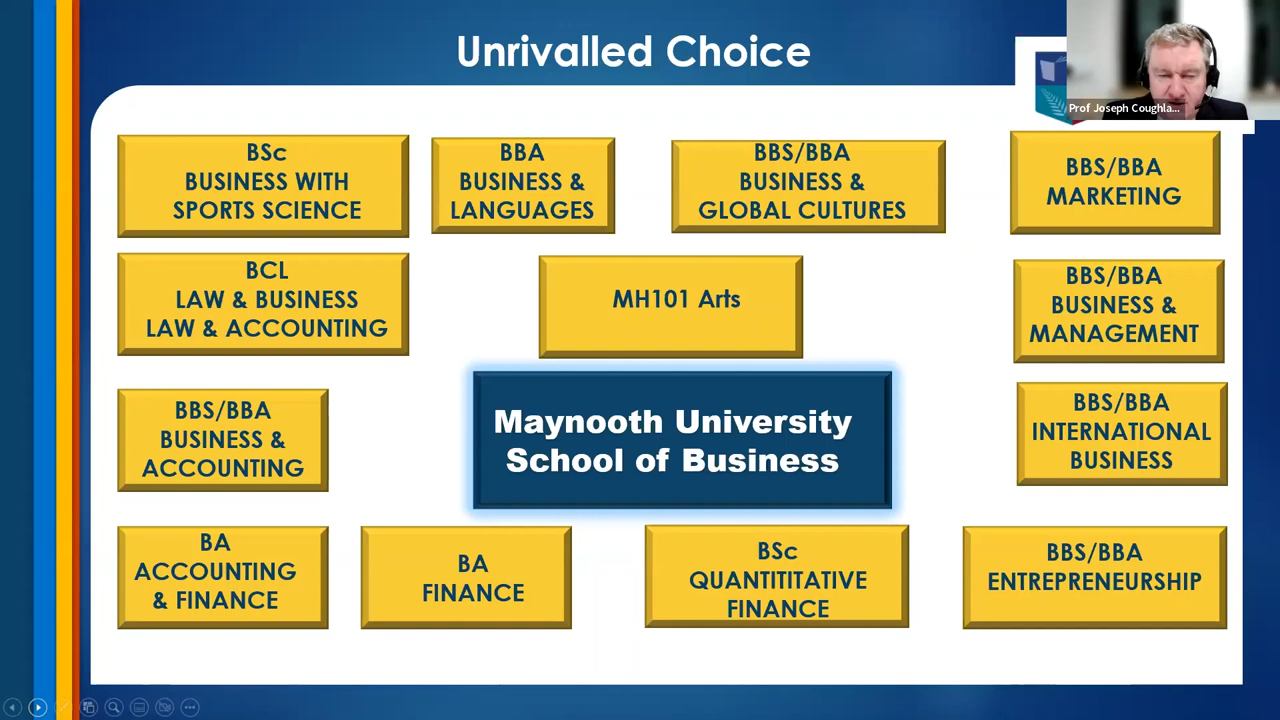 Unrivalled Choice
Prof Joseph Coughla...
BSc
BUSINESS WITH
SPORTS SCIENCE
BBA
BUSINESS &
LANGUAGES
BBS/BBA
BUSINESS &
GLOBAL CULTURES
BBS/BBA
MARKETING
BCL
LAW & BUSINESS
LAW & ACCOUNTING
MH101 Arts
BBS/BBA
BUSINESS &
MANAGEMENT
BBS/BBA
BUSINESS &
ACCOUNTING
Maynooth University
School of Business
BBS/BBA
INTERNATIONAL
BUSINESS
BA
ACCOUNTING
& FINANCE
BA
FINANCE
BSc
QUANTITITATIVE
FINANCE
BBS/BBA
ENTREPRENEURSHIP